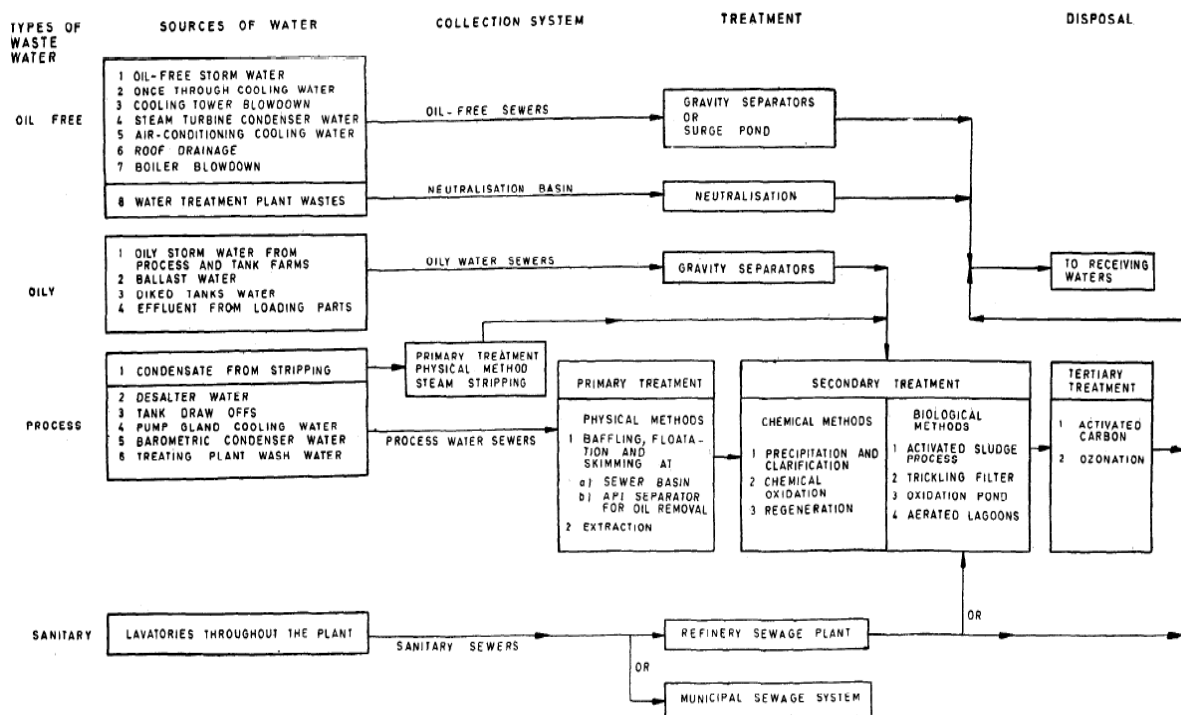 TYPES OF
WASTE
WATER
SOURCES OF WATER
COLLECTION SYSTEM
TREATMENT
DISPOSAL
OIL FREE
1 OIL-FREE STORM WATER
2 ONCE THROUGH COOLING WATER
3 COOLING TOWER BLOWDOWN
4 STEAM TURBINE CONDENSER WATER
5 AIR-CONDITIONING COOLING WATER
6 ROOF DRAINAGE
7 BOILER BLOWDOWN
OIL-FREE SEWERS
GRAVITY SEPARATORS
OR
SURGE POND
8 WATER TREATMENT PLANT WASTES
NEUTRALISATION BASIN
NEUTRALISATION
OILY
1 OILY STORM WATER FROM
PROCESS AND TANK FARMS
2 BALLAST WATER
3 DIKED TANKS WATER
4 EFFLUENT FROM LOADING PARTS
OILY WATER SEWERS
GRAVITY SEPARATORS
TO RECEIVING
WATERS
PROCESS
1 CONDENSATE FROM STRIPPING
2 DESALTER WATER
3 TANK DRAW OFFS
4 PUMP GLAND COOLING WATER
5 BAROMETRIC CONDENSER WATER
6 TREATING PLANT WASH WATER
PRIMARY TREATMENT
PHYSICAL METHOD
STEAM STRIPPING
PROCESS WATER SEWERS
PRIMARY TREATMENT
PHYSICAL METHODS
1 BAFFLING, FLOATA-
TION AND
SKIMMING AT
a) SEWER BASIN
b) API SEPARATOR
FOR OIL REMOVAL
2 EXTRACTION
SECONDARY TREATMENT
CHEMICAL METHODS
1 PRECIPITATION AND
CLARIFICATION
2 CHEMICAL
OXIDATION
3 REGENERATION
BIOLOGICAL
METHODS
1 ACTIVATED SLUDGE
PROCESS
2 TRICKLING FILTER
3 OXIDATION POND
4 AERATED LAGOONS
TERTIARY
TREATMENT
1 ACTIVATED
CARBON
2 OZONATION
SANITARY
LAVATORIES THROUGHOUT THE PLANT
SANITARY SEWERS
REFINERY SEWAGE PLANT
OR
OR
MUNICIPAL SEWAGE SYSTEM